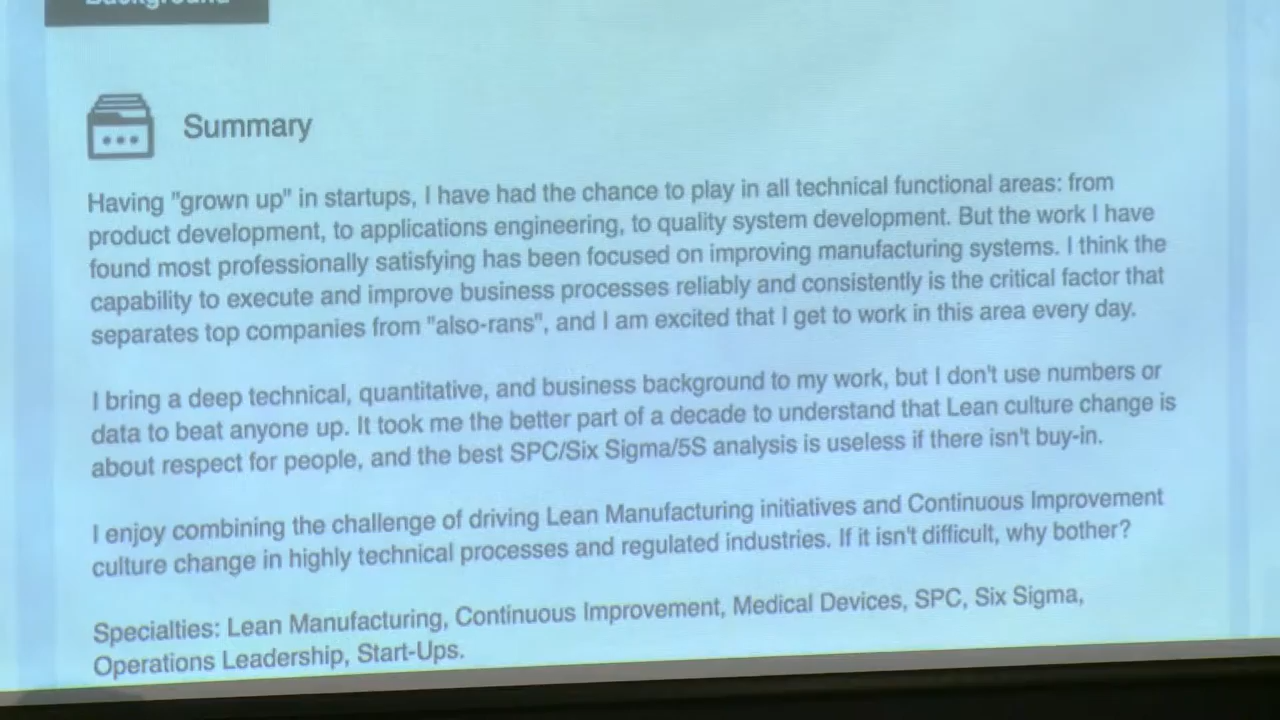 Background
Summary
Having "grown up" in startups, I have had the chance to play in all technical functional areas: from
product development, to applications engineering, to quality system development. But the work I have
found most professionally satisfying has been focused on improving manufacturing systems. I think the
capability to execute and improve business processes reliably and consistently is the critical factor that
separates top companies from "also-rans", and I am excited that I get to work in this area every day.
I bring a deep technical, quantitative, and business background to my work, but I don't use numbers or
data to beat anyone up. It took me the better part of a decade to understand that Lean culture change is
about respect for people, and the best SPC/Six Sigma/5S analysis is useless if there isn't buy-in.
I enjoy combining the challenge of driving Lean Manufacturing initiatives and Continuous Improvement
culture change in highly technical processes and regulated industries. If it isn't difficult, why bother?
Specialties: Lean Manufacturing, Continuous Improvement, Medical Devices, SPC, Six Sigma,
Operations Leadership, Start-Ups.